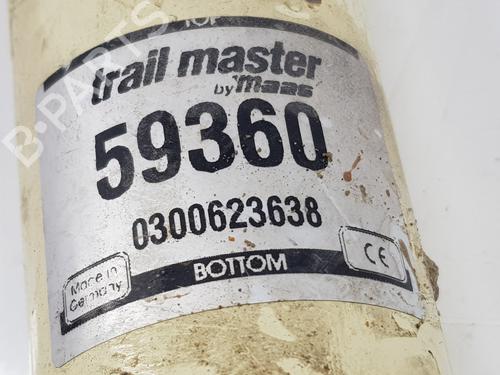 TOP
trail master
by maas
59360
0300623638
Made in
Germany
BOTTOM
CE
B-PARTS